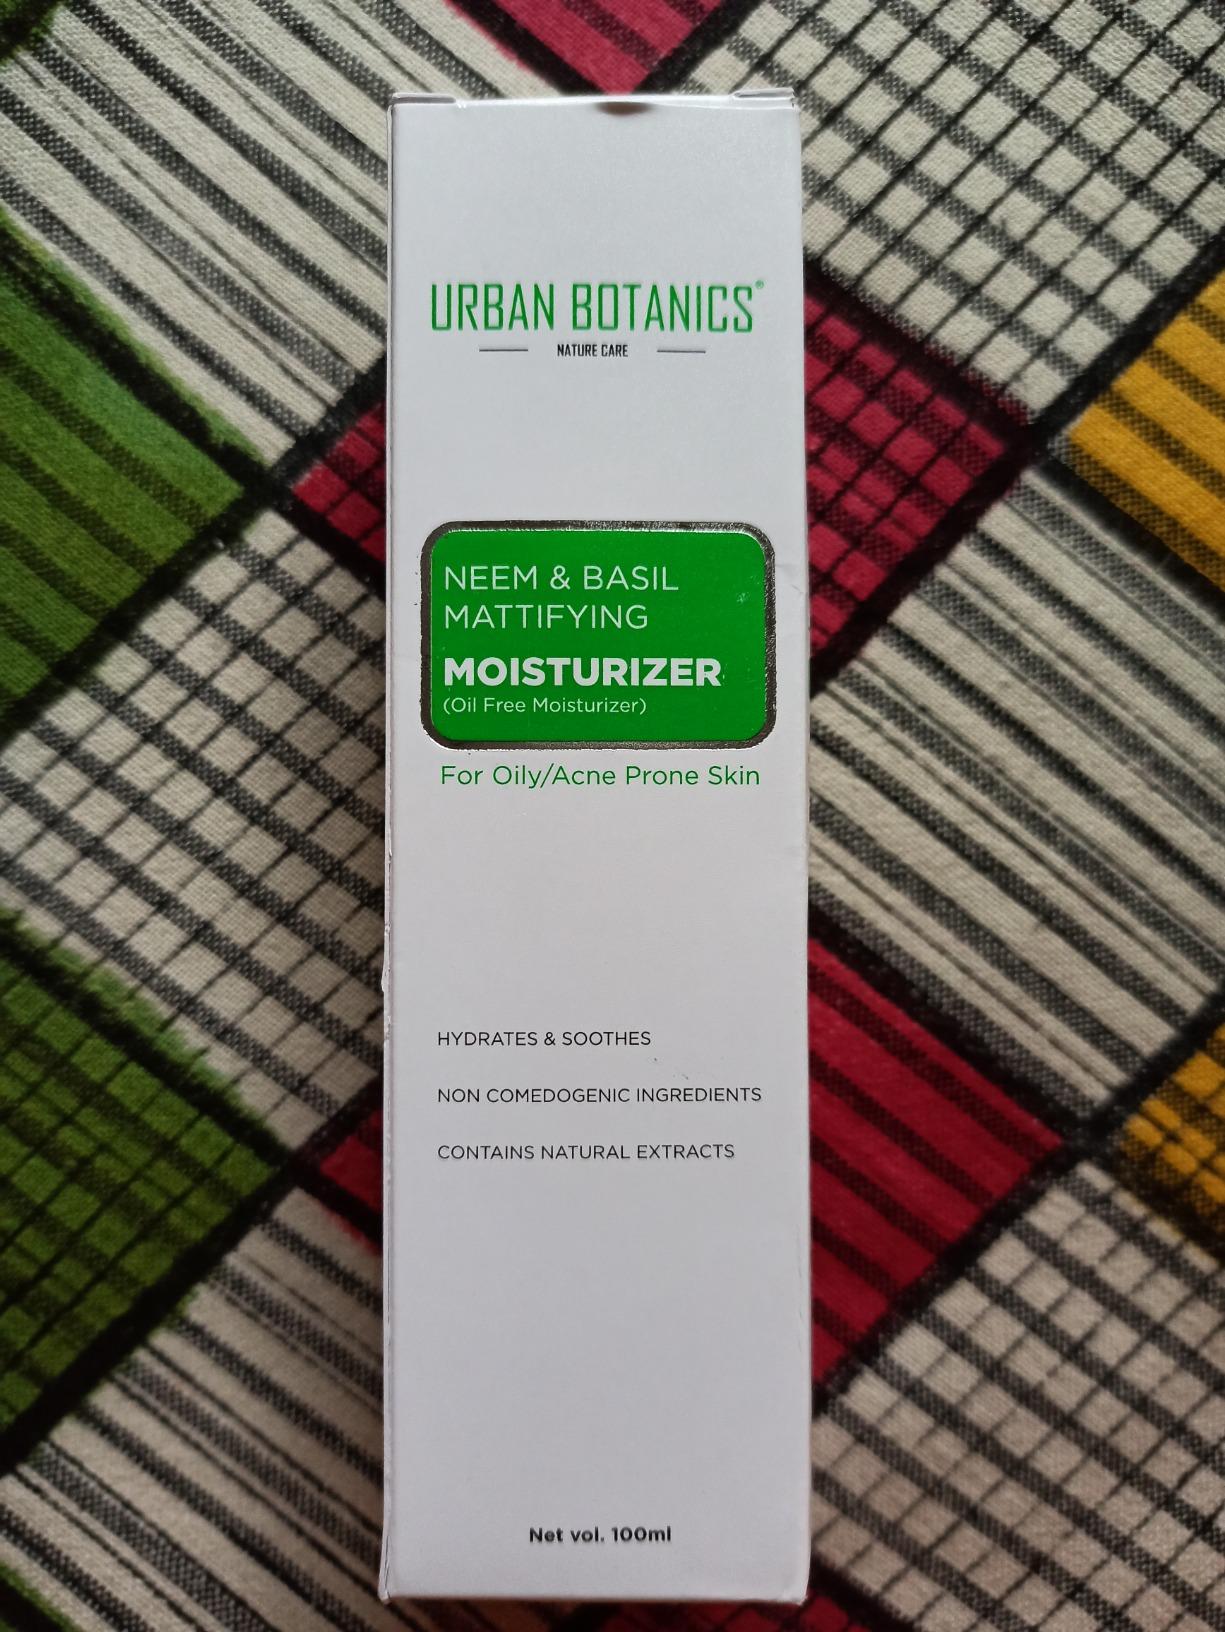 URBAN BOTANICS®
NATURE CARE
NEEM & BASIL
MATTIFYING
MOISTURIZER
(Oil Free Moisturizer)
For Oily/Acne Prone Skin
HYDRATES & SOOTHES
NON COMEDOGENIC INGREDIENTS
CONTAINS NATURAL EXTRACTS
Net vol. 100ml